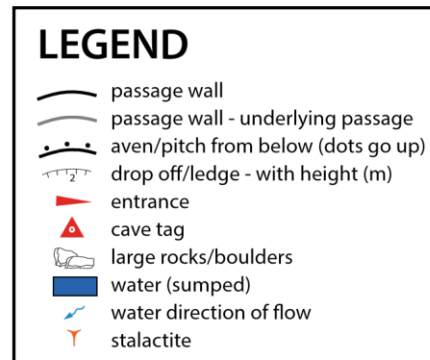 LEGEND
passage wall
passage wall - underlying passage
aven/pitch from below (dots go up)
2 drop off/ledge - with height (m)
entrance
cave tag
large rocks/boulders
water (sumped)
water direction of flow
stalactite